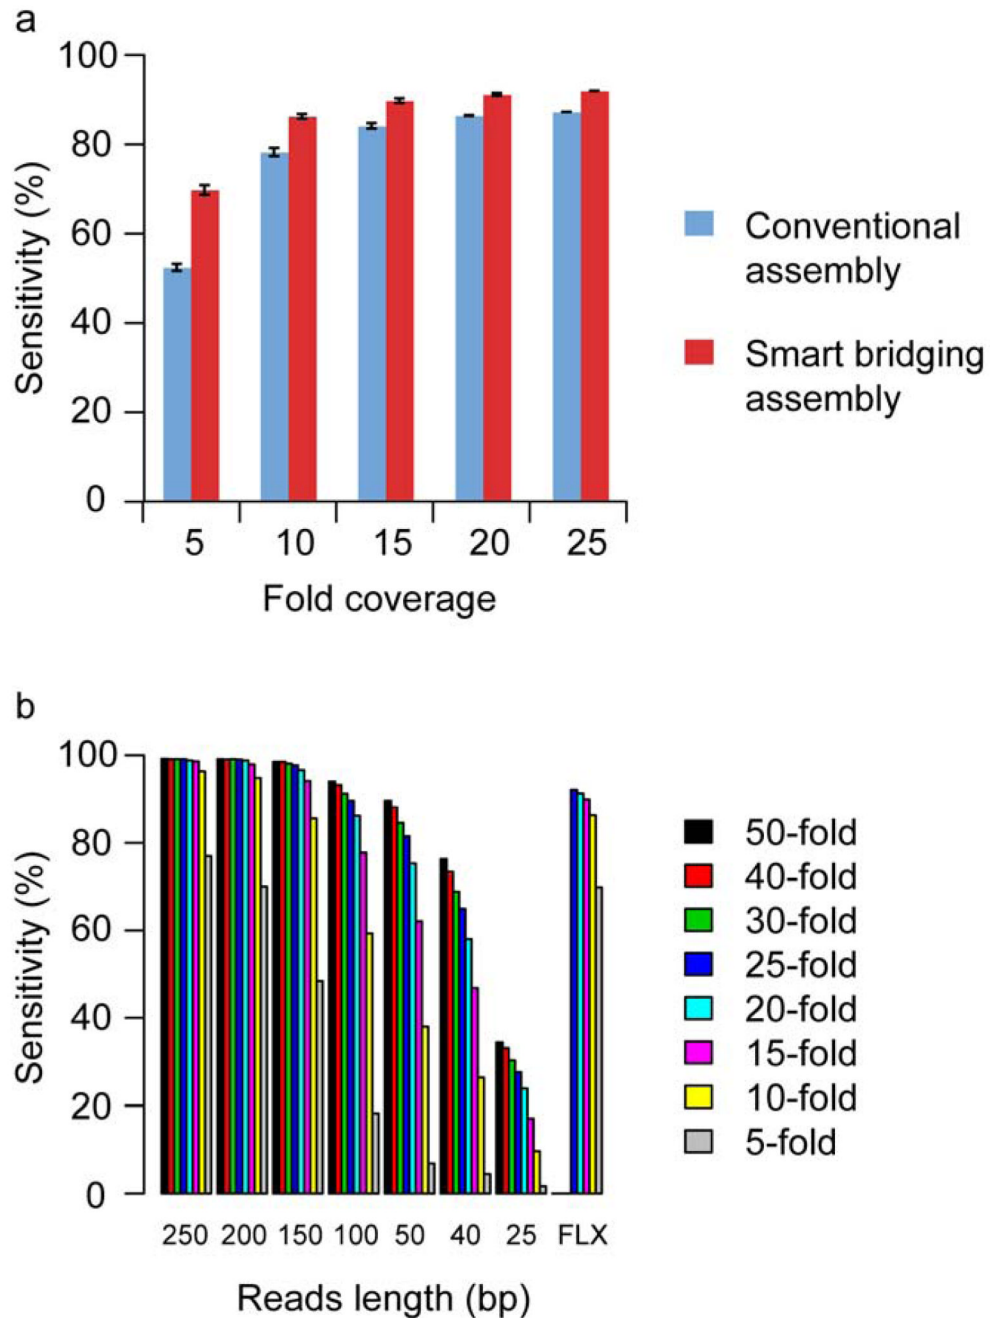 a
100
80
60
40
20
0
Sensitivity (%)
5 10 15 20 25
Fold coverage
Conventional
assembly
Smart bridging
assembly
b
100
80
60
40
20
0
Sensitivity (%)
250 200 150 100 50 40 25 FLX
Reads length (bp)
50-fold
40-fold
30-fold
25-fold
20-fold
15-fold
10-fold
5-fold